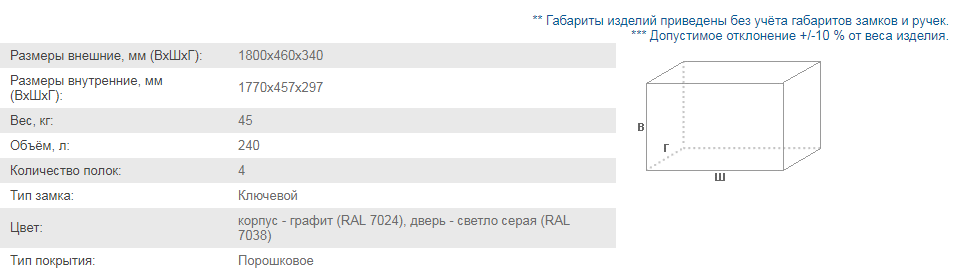 ** Габариты изделий приведены без учёта габаритов замков и ручек.
*** Допустимое отклонение +/-10 % от веса изделия.
Размеры внешние, мм (ВхШхГ): 1800x460x340
Размеры внутренние, мм
(ВхШхГ): 1770x457x297
Вес, кг: 45
Объём, л: 240
Количество полок: 4
Тип замка: Ключевой
Цвет: корпус - графит (RAL 7024), дверь - светло серая (RAL
7038)
Тип покрытия: Порошковое
В
Г
Ш